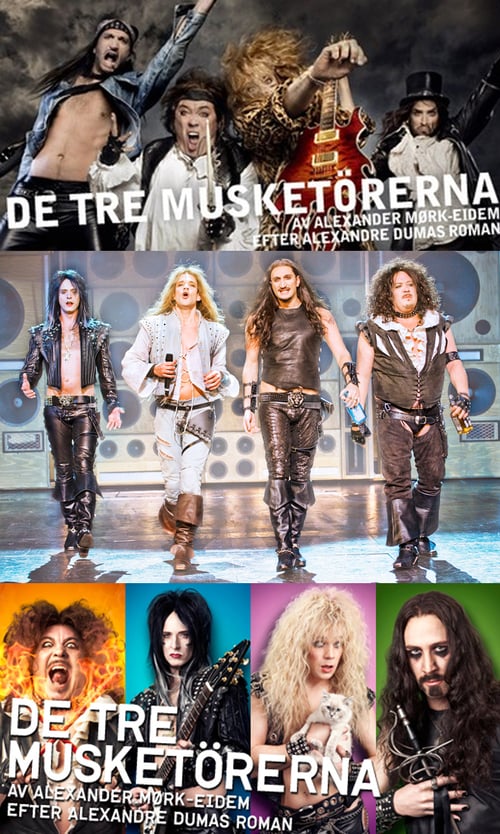 DE TRE MUSKETÖRERNA
AV ALEXANDER MØRK-EIDEM
EFTER ALEXANDRE DUMAS ROMAN
DE TRE
MUSKETÖRERNA
AV ALEXANDER MØRK-EIDEM
EFTER ALEXANDRE DUMAS ROMAN